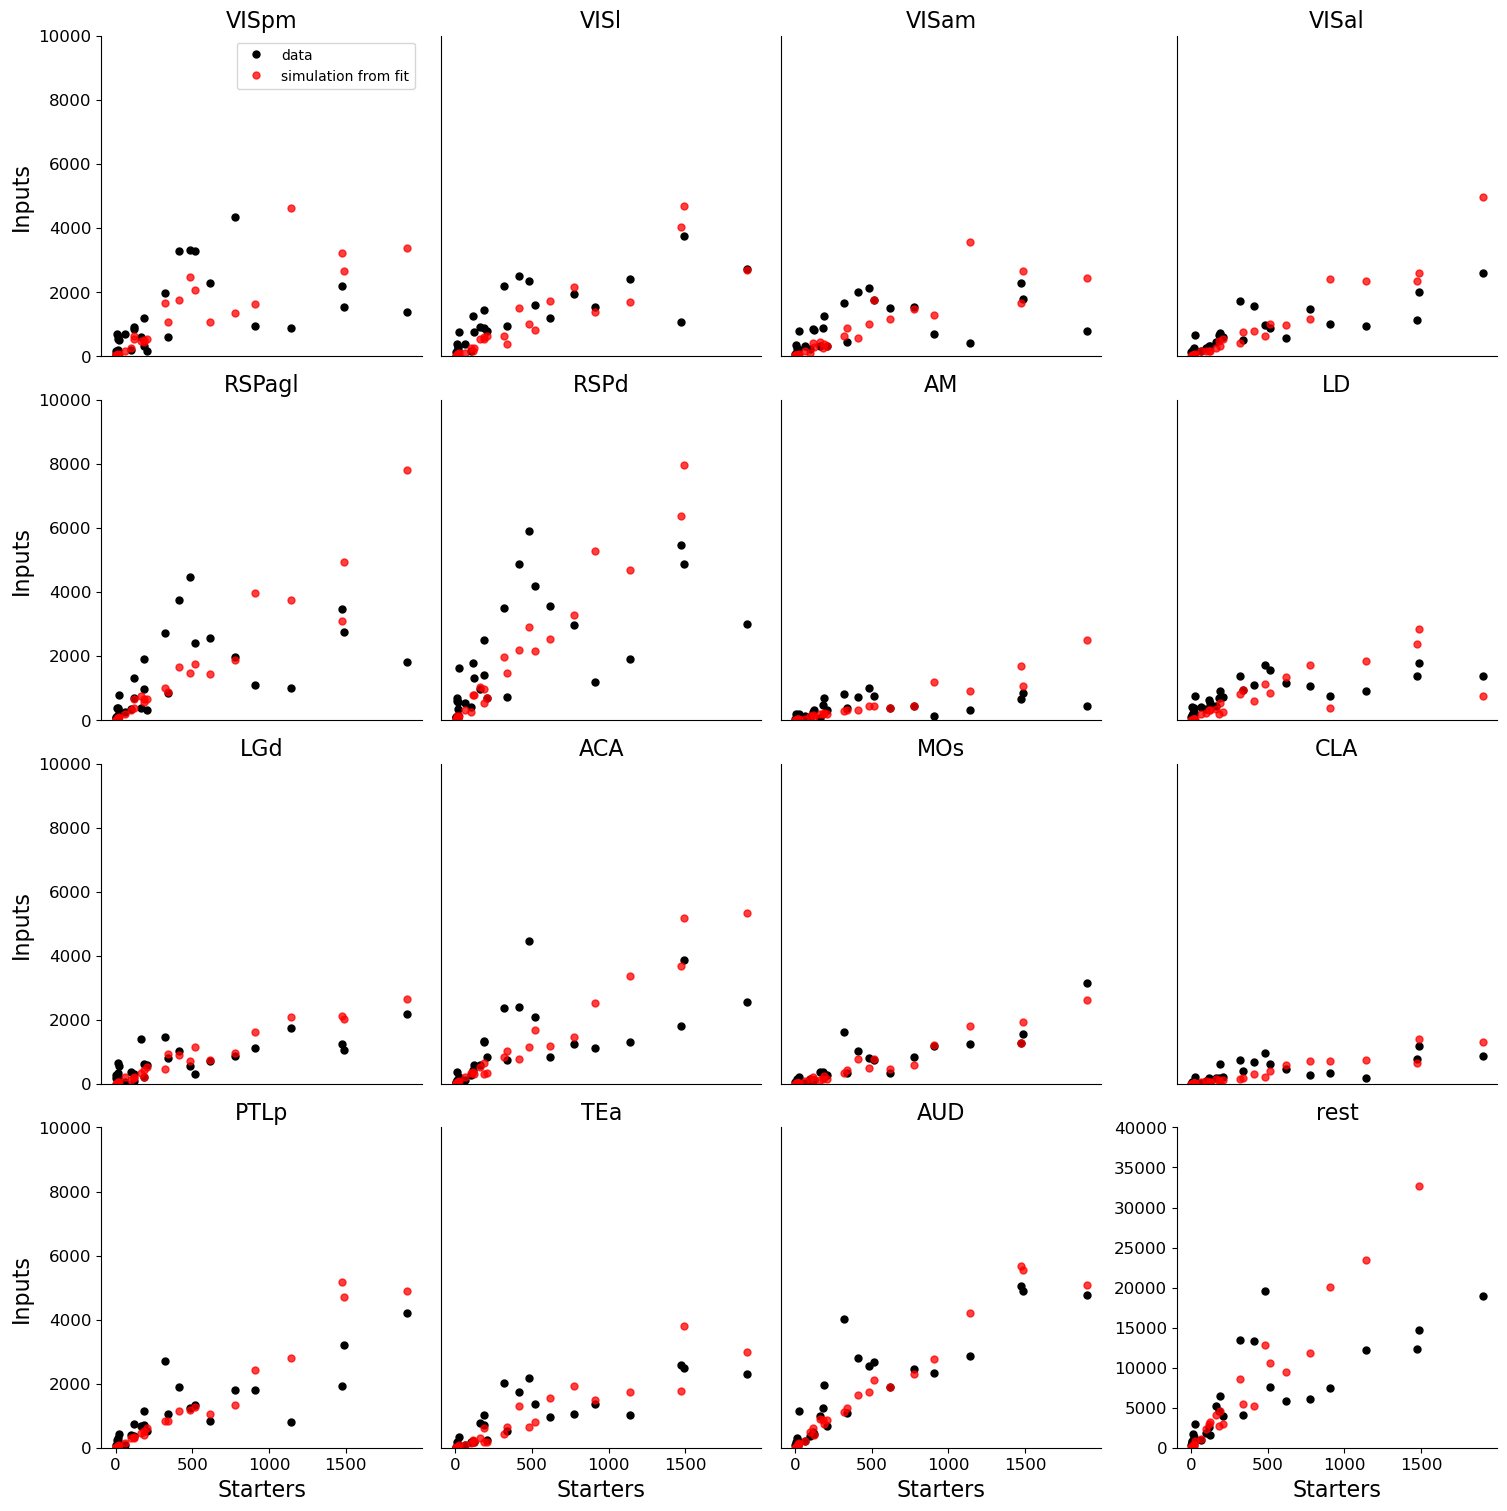 VISpm VISl VISam VISal
10000
data
simulation from fit
8000
6000
Inputs
4000
2000
0
RSPagl RSPd AM LD
10000
8000
6000
Inputs
4000
2000
0
LGd ACA MOs CLA
10000
8000
6000
Inputs
4000
2000
0
PTLp TEa AUD rest
10000 40000
35000
8000
30000
6000
25000
Inputs
20000
4000
15000
2000
10000
5000
0 0
0 500 1000 1500 0 500 1000 1500 0 500 1000 1500 0 500 1000 1500
Starters Starters Starters Starters